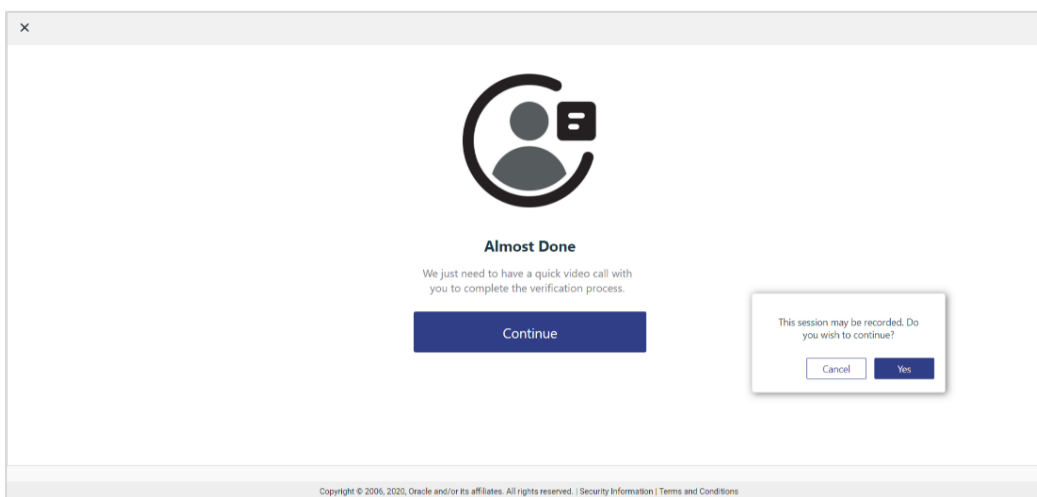 Almost Done
We just need to have a quick video call with
you to complete the verification process.
Continue
This session may be recorded. Do
you wish to continue?
Cancel
Yes
Copyright © 2006, 2020, Oracle and/or its affiliates. All rights reserved. | Security Information | Terms and Conditions